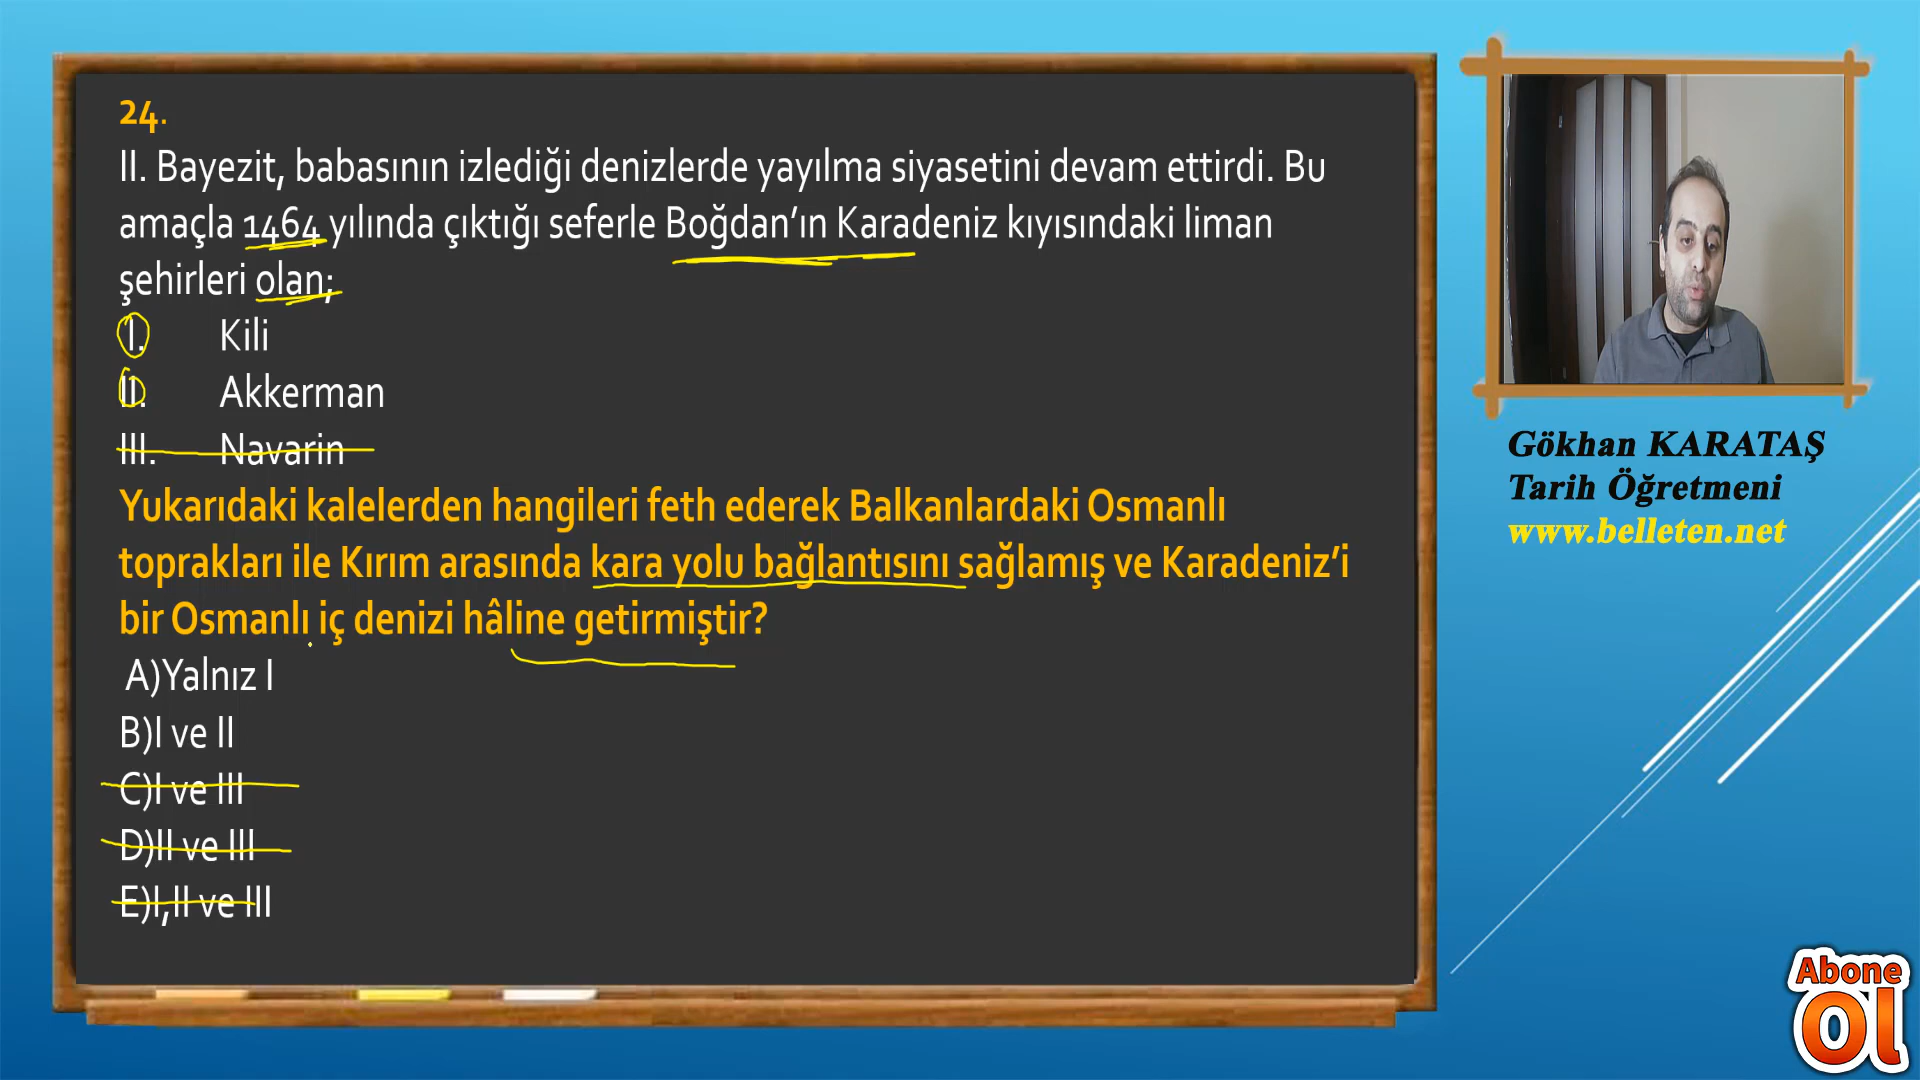 24.
II. Bayezit, babasının izlediği denizlerde yayılma siyasetini devam ettirdi. Bu
amaçla 1464 yılında çıktığı seferle Boğdan’ın Karadeniz kıyısındaki liman
şehirleri olan;
I. Kili
II. Akkerman
III. Navarin
Yukarıdaki kalelerden hangileri feth ederek Balkanlardaki Osmanlı
toprakları ile Kırım arasında kara yolu bağlantısını sağlamış ve Karadeniz’i
bir Osmanlı iç denizi hâline getirmiştir?
A)Yalnız I
B)I ve II
C)I ve III
D)II ve III
E)I,II ve III
Gökhan KARATAŞ
Tarih Öğretmeni
www.belleten.net
Abone
Ol